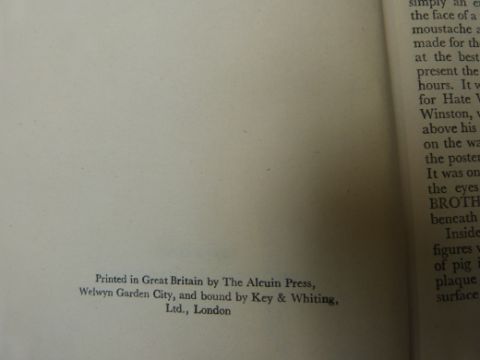 Printed in Great Britain by The Alcuin Press,
Welwyn Garden City, and bound by Key & Whiting,
Ltd., London
simply an
the face of a
moustache a
made for the
at the best
present the
hours. It w
for Hate W
Winston,
above his
on the wa
the poster
It was on
the eyes
BROTH
beneath
Inside
figures
of pig i
plaque
surface